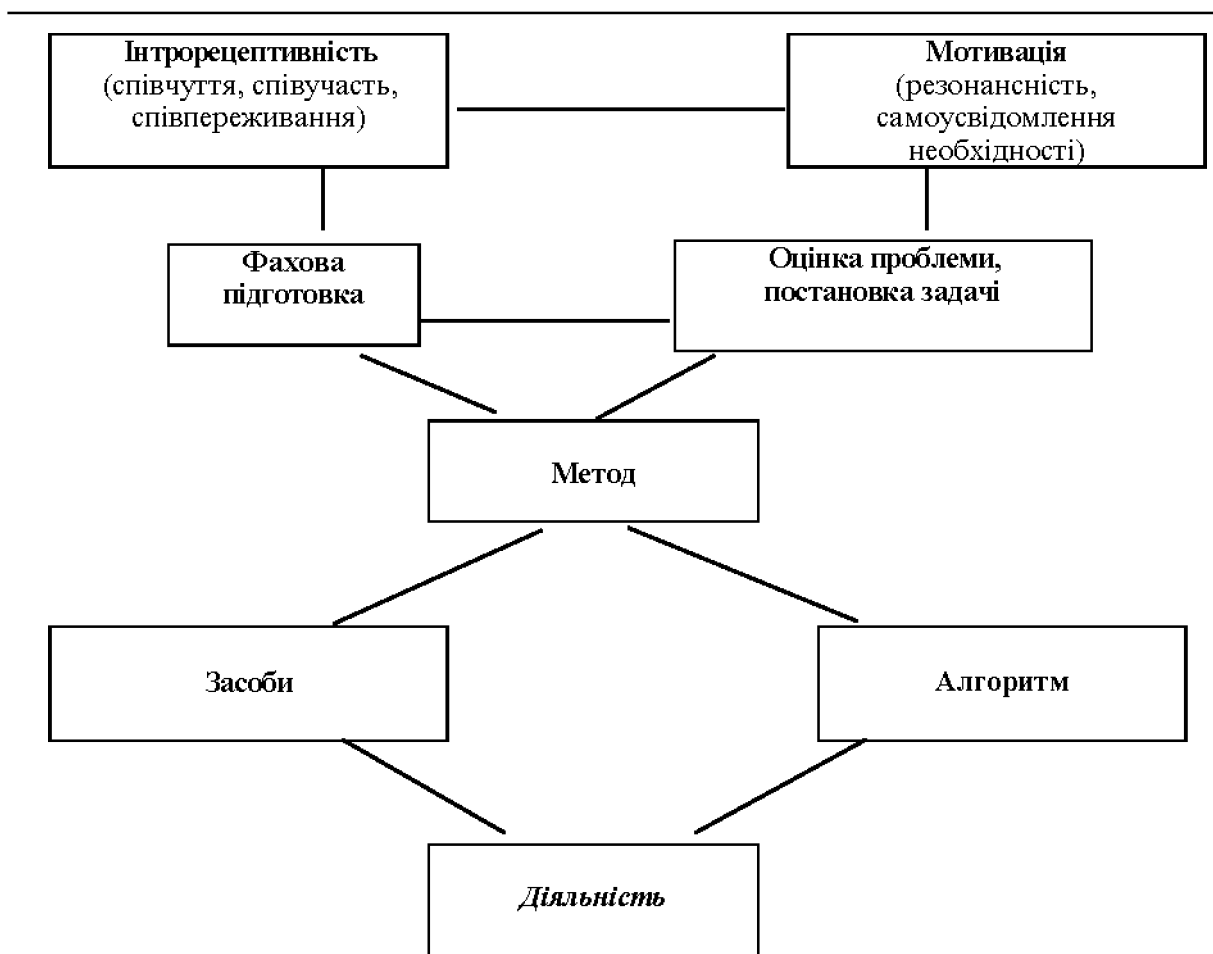 Інтрорецептивність
(співчуття, співучасть,
співпереживання)
Мотивація
(резонансність,
самоусвідомлення
необхідності)
Фахова
підготовка
Оцінка проблеми,
постановка задачі
Метод
Засоби
Алгоритм
Діяльність